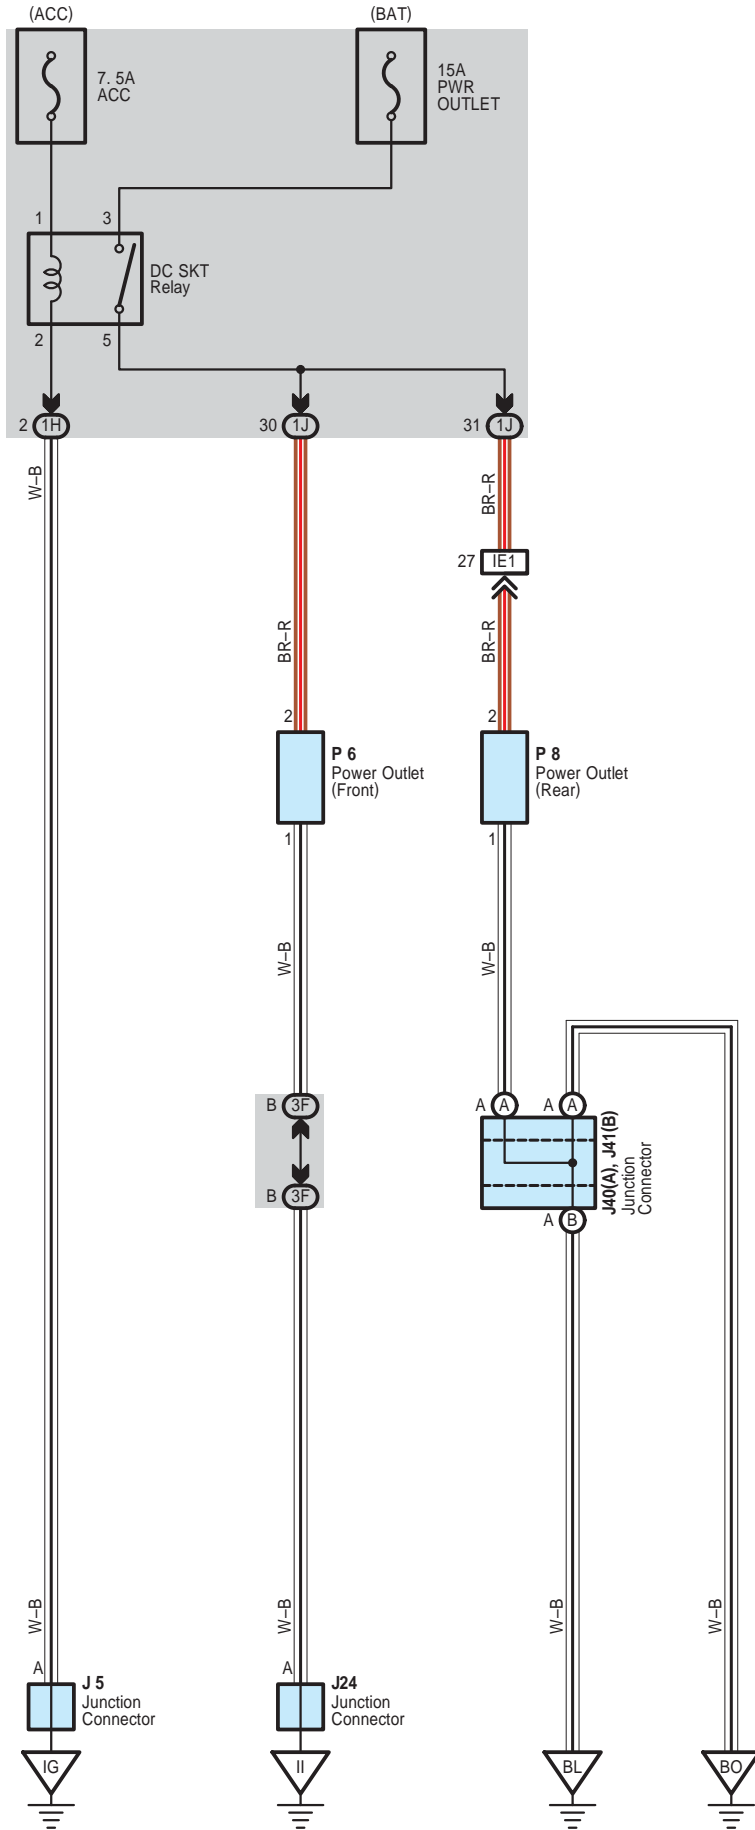 (ACC)
(BAT)
7. 5A
ACC
15A
PWR
OUTLET
1
3
DC SKT
Relay
2
5
2
1H
30
1J
31
1J
W–B
BR–R
27
IE1
BR–R
BR–R
2
2
P 6
Power Outlet
(Front)
P 8
Power Outlet
(Rear)
1
1
W–B
W–B
B
3F
A
A
A
A
J40(A), J41(B)
Junction
Connector
B
3F
A
B
W–B
W–B
W–B
W–B
A
J 5
Junction
Connector
A
J24
Junction
Connector
IG
II
BL
BO